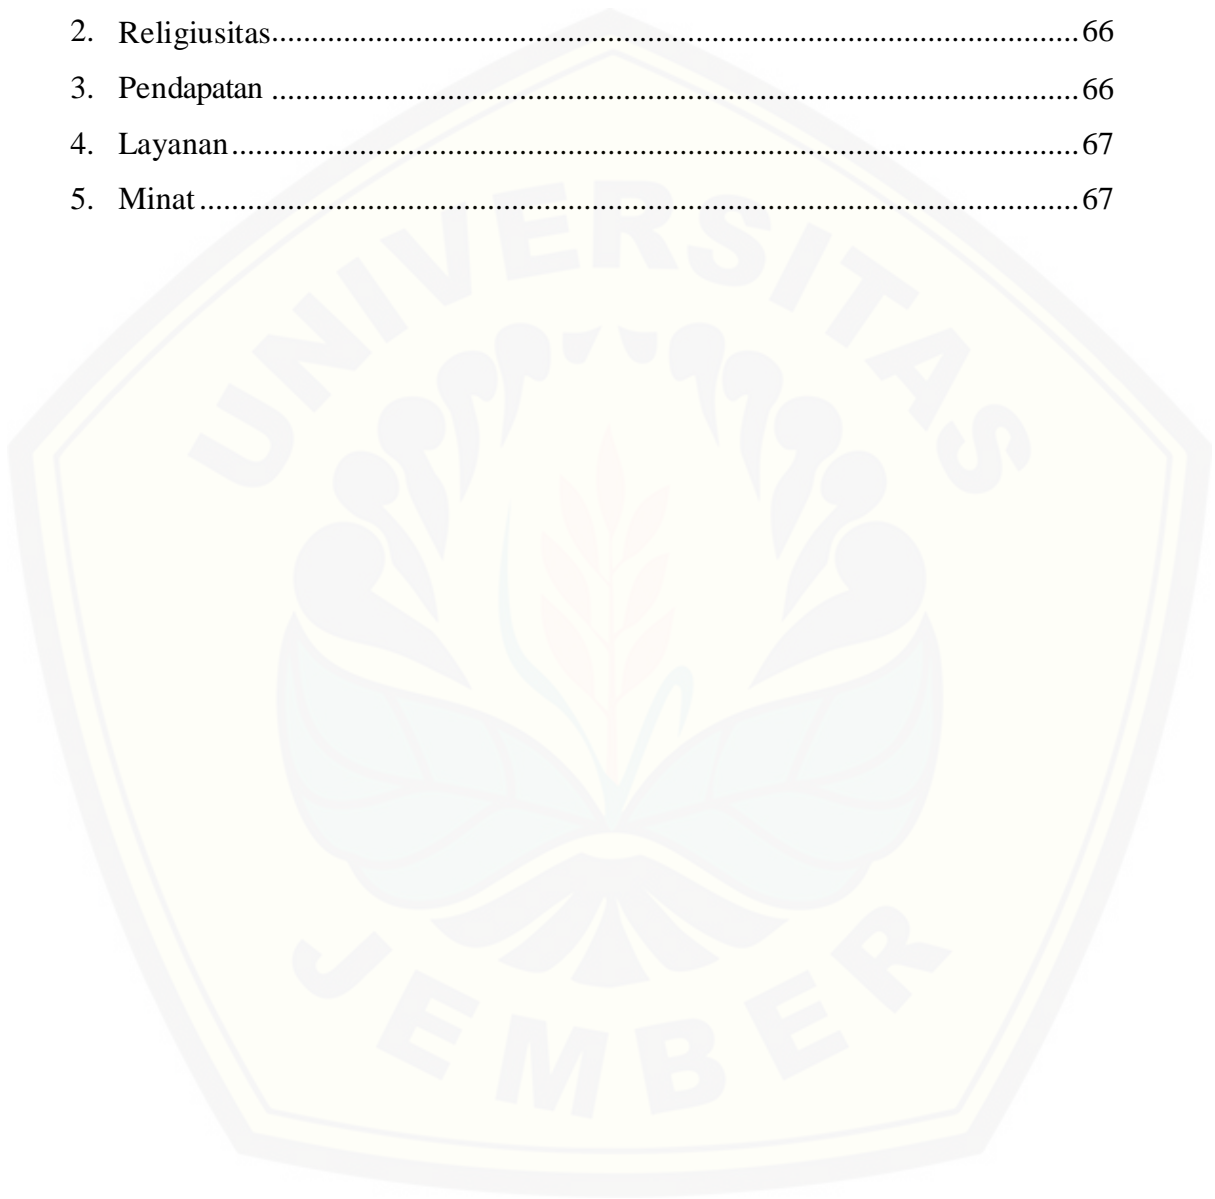 2. Religiusitas..........................................................................................................66
3. Pendapatan ..........................................................................................................66
4. Layanan..........................................................................................................67
5. Minat..........................................................................................................67
UNIVERSITAS
JEMBER